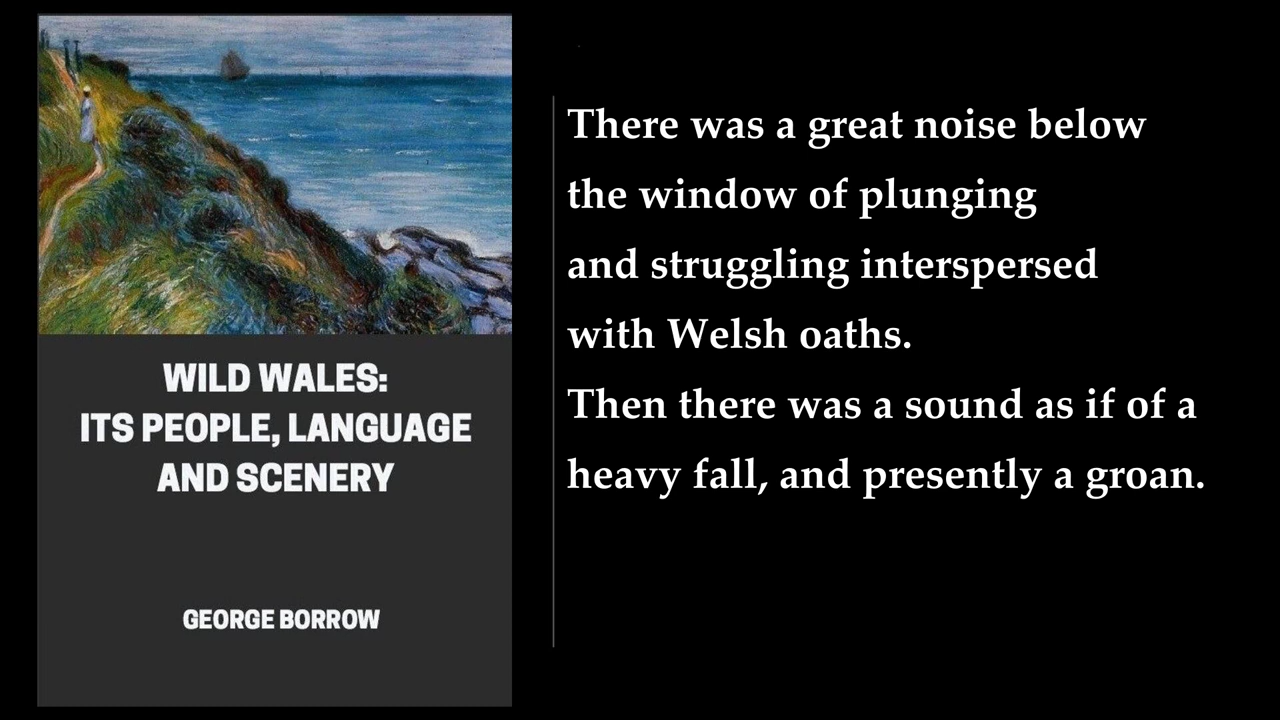 WILD WALES:
ITS PEOPLE, LANGUAGE
AND SCENERY
GEORGE BORROW
There was a great noise below
the window of plunging
and struggling interspersed
with Welsh oaths.
Then there was a sound as if of a
heavy fall, and presently a groan.